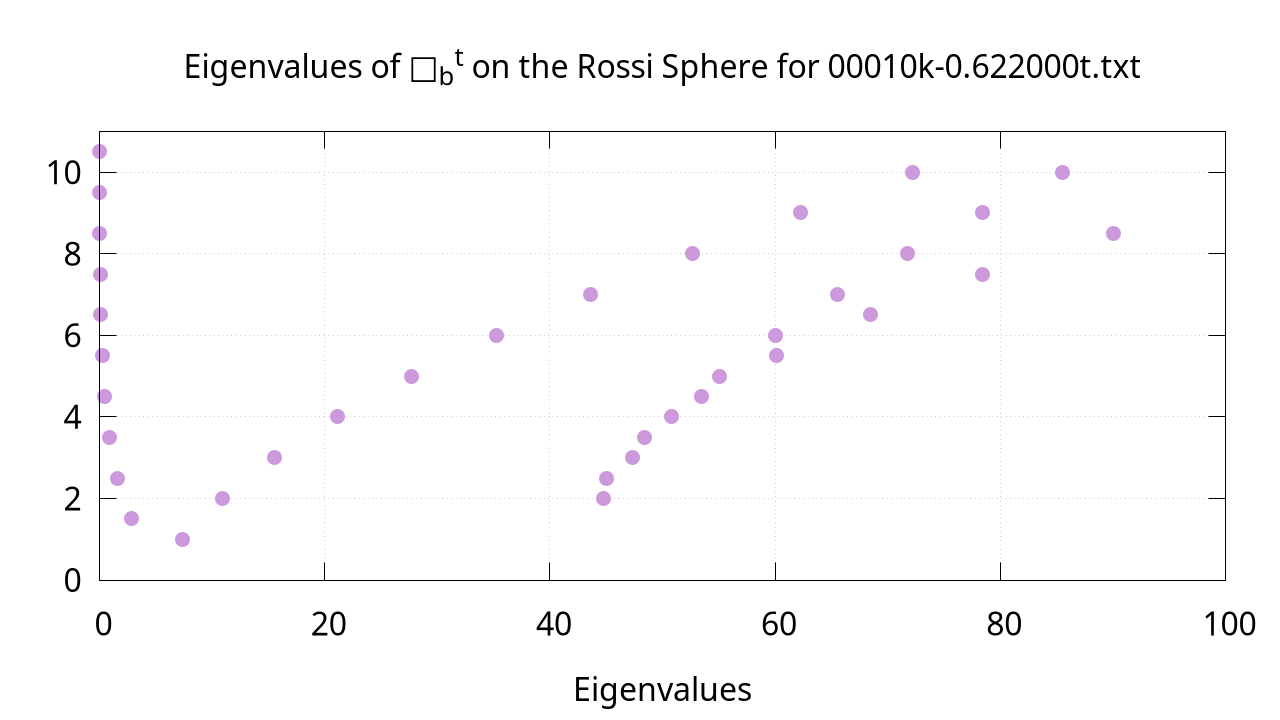 Eigenvalues of □bt on the Rossi Sphere for 00010k-0.622000t.txt
10
8
6
4
2
0
0 20 40 60 80 100
Eigenvalues